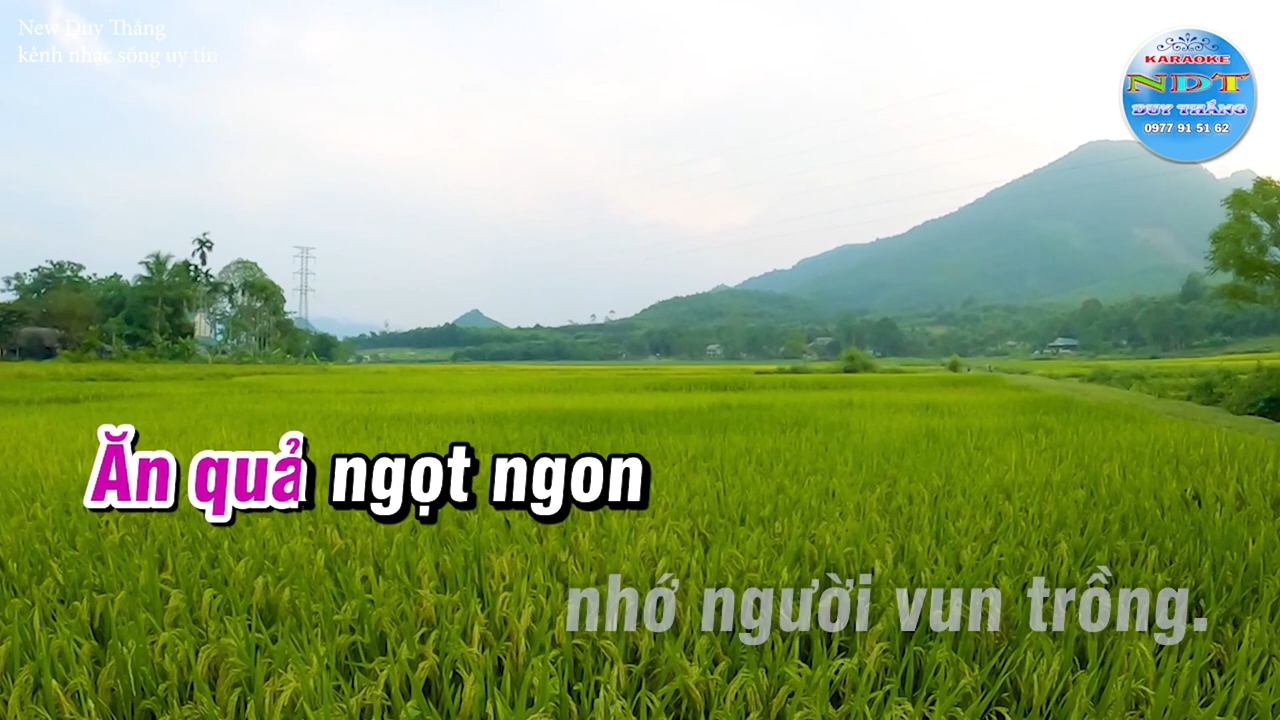 New Duy Thắng
kênh nhạc sống uy tín
KARAOKE
NDT
DUY THẮNG
0977 91 51 62
Ăn quả ngọt ngon
nhớ người vun trồng.